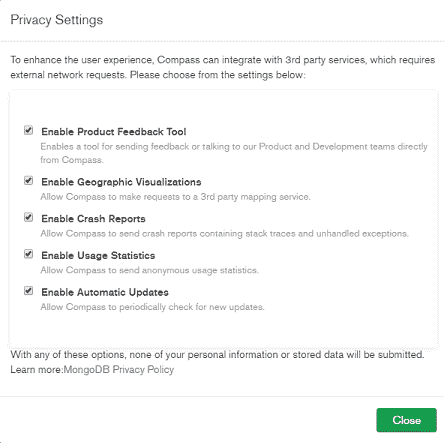 Privacy Settings
To enhance the user experience, Compass can integrate with 3rd party services, which requires
external network requests. Please choose from the settings below:
Enable Product Feedback Tool
Enables a tool for sending feedback or talking to our Product and Development teams directly
from Compass.
Enable Geographic Visualizations
Allow Compass to make requests to a 3rd party mapping service.
Enable Crash Reports
Allow Compass to send crash reports containing stack traces and unhandled exceptions.
Enable Usage Statistics
Allow Compass to send anonymous usage statistics.
Enable Automatic Updates
Allow Compass to periodically check for new updates.
With any of these options, none of your personal information or stored data will be submitted.
Learn more:MongoDB Privacy Policy
Close